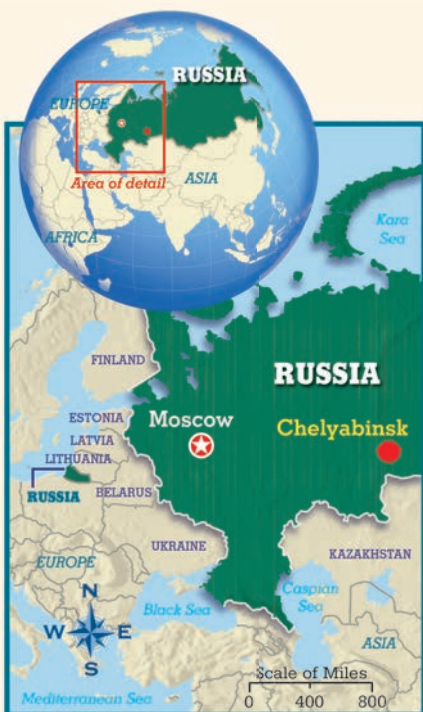 RUSSIA
EUROPE
Area of detail
ASIA
AFRICA
Kara
Sea
FINLAND
RUSSIA
ESTONIA
Moscow
Chelyabinsk
LATVIA
LITHUANIA
RUSSIA
BELARUS
UKRAINE
KAZAKHSTAN
EUROPE
Caspian
Sea
N
Black Sea
W E
ASIA
S
Scale of Miles
Mediterranean Sea
0 400 800